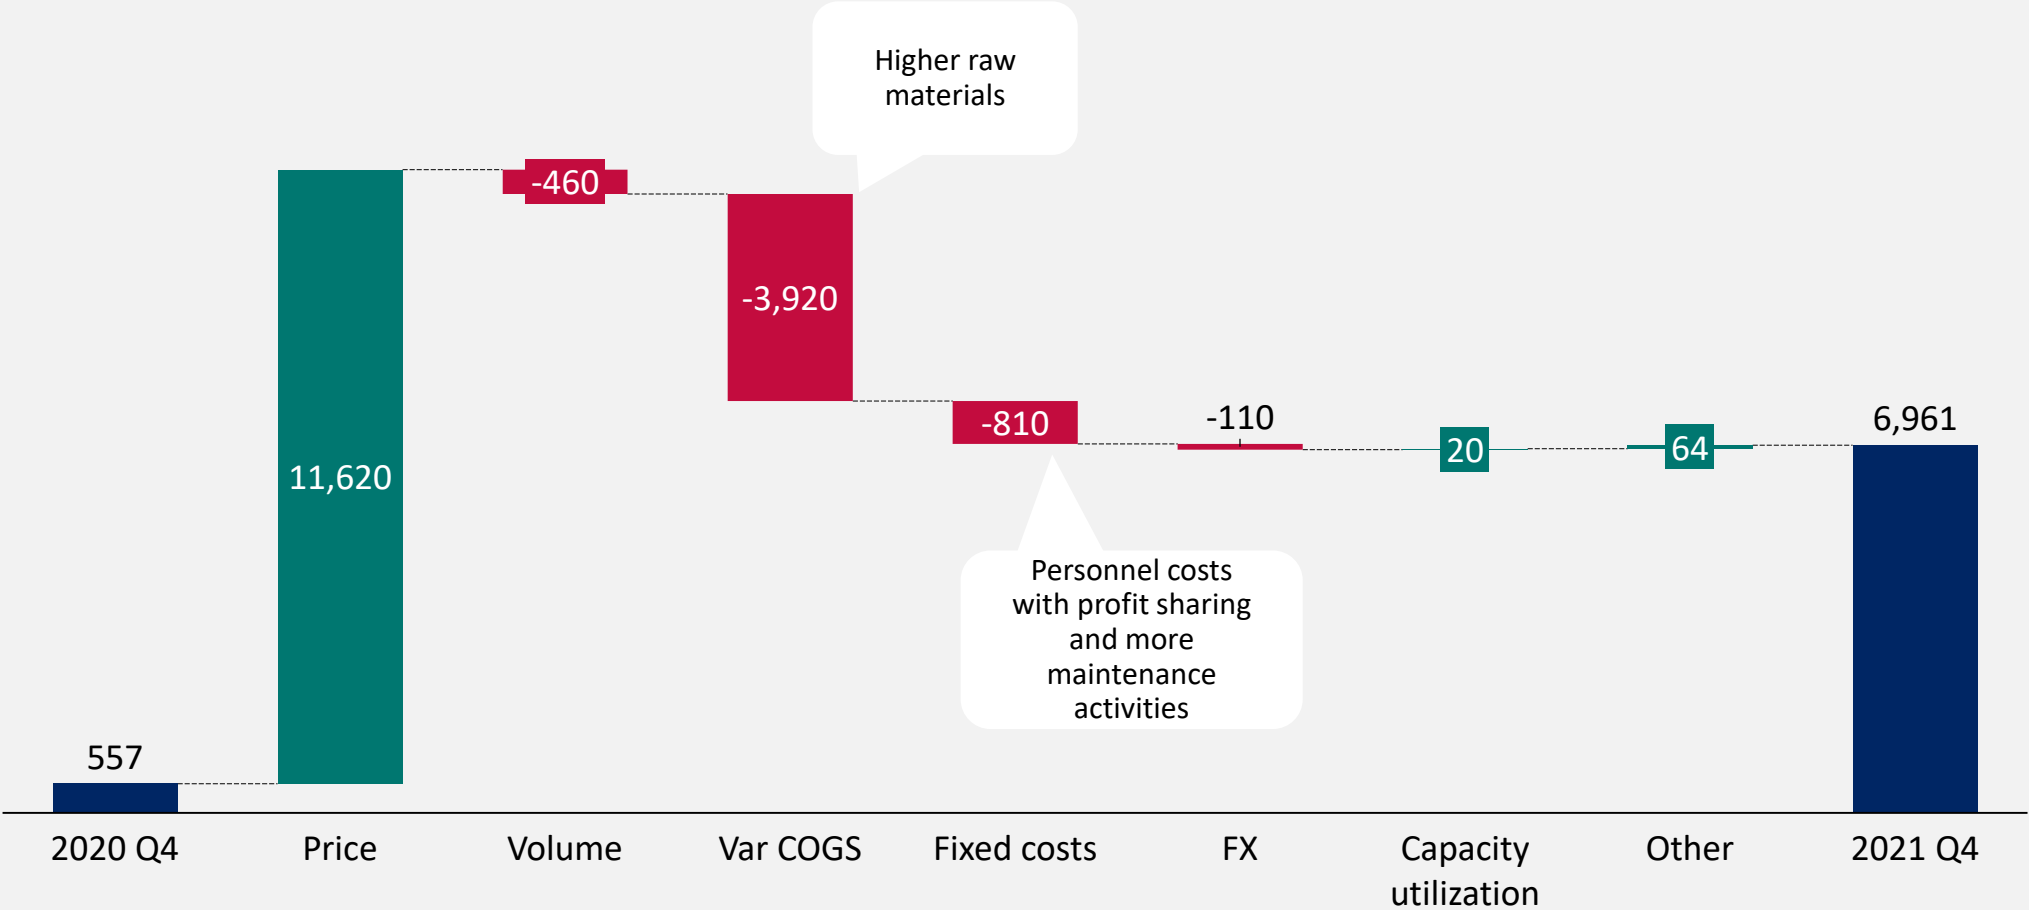 Higher raw
materials
-460
-3,920
-810
-110
20
64
6,961
11,620
Personnel costs
with profit sharing
and more
maintenance
activities
557
2020 Q4
Price
Volume
Var COGS
Fixed costs
FX
Capacity
utilization
Other
2021 Q4